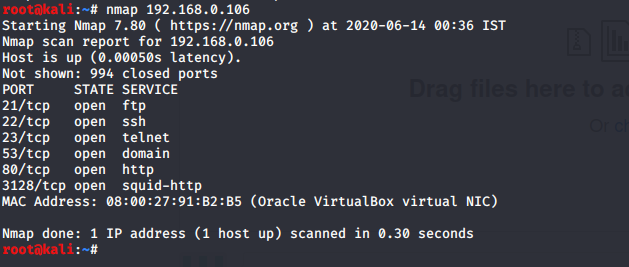 root@kali:~# nmap 192.168.0.106
Starting Nmap 7.80 ( https://nmap.org ) at 2020-06-14 00:36 IST
Nmap scan report for 192.168.0.106
Host is up (0.00050s latency).
Not shown: 994 closed ports
PORT     STATE SERVICE
21/tcp   open  ftp
22/tcp   open  ssh
23/tcp   open  telnet
53/tcp   open  domain
80/tcp   open  http
3128/tcp open  squid-http
MAC Address: 08:00:27:91:B2:B5 (Oracle VirtualBox virtual NIC)
Nmap done: 1 IP address (1 host up) scanned in 0.30 seconds
root@kali:~#
Drag files here to a
Or ch